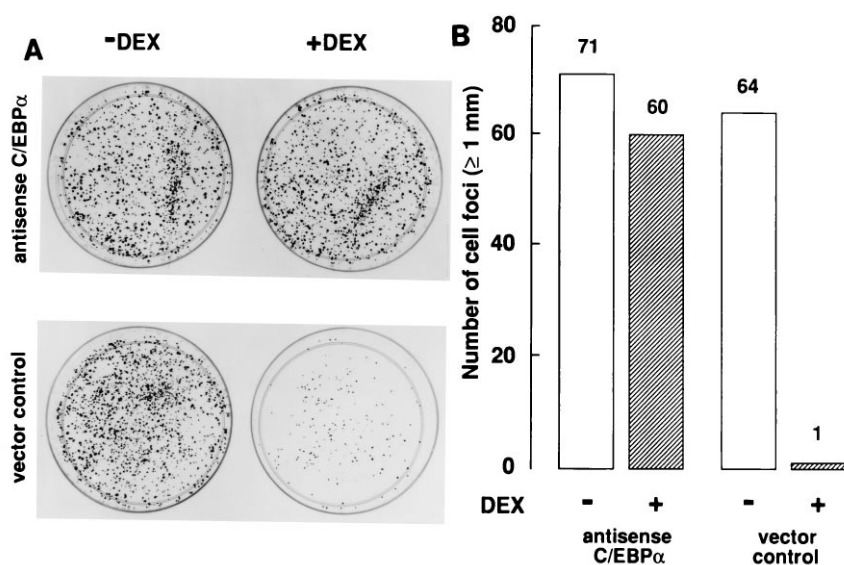 A
-DEX
+DEX
antisense C/EBPα
vector control
B
Number of cell foci (≥ 1 mm)
80
60
40
20
0
71
60
64
1
DEX
-
+
-
+
antisense
C/EBPα
vector
control